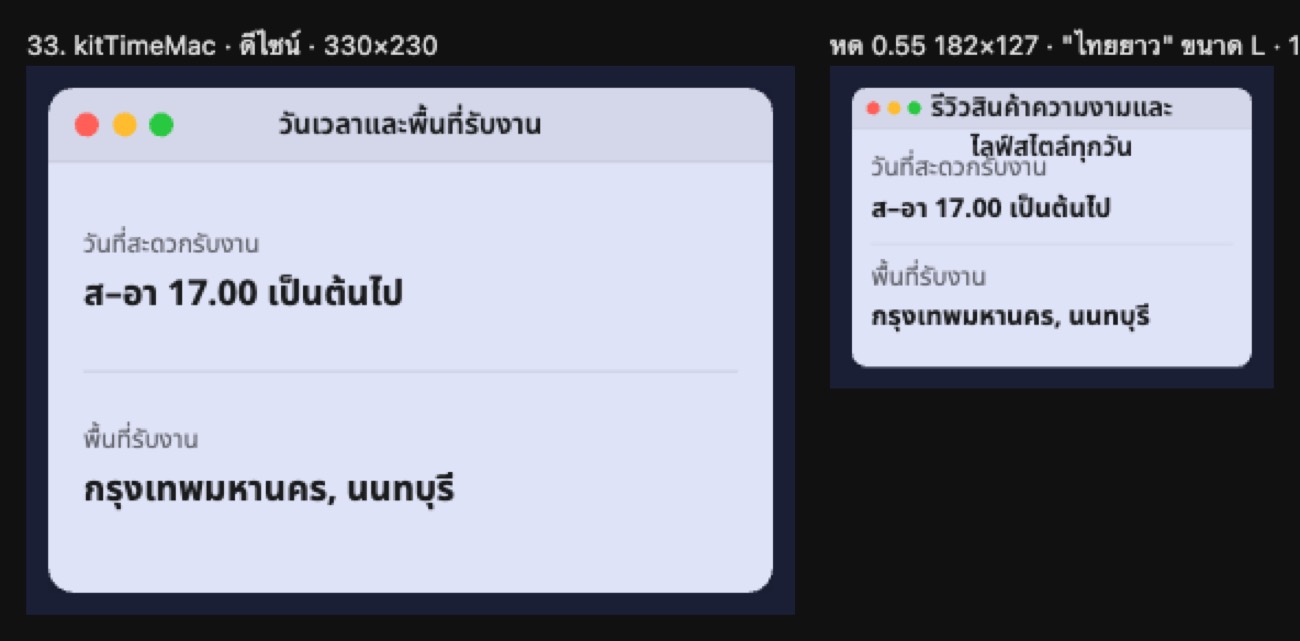 33. kitTimeMac · ดีไซน์ · 330×230
วันเวลาและพื้นที่รับงาน
วันที่สะดวกรับงาน
ส–อา 17.00 เป็นต้นไป
พื้นที่รับงาน
กรุงเทพมหานคร, นนทบุรี
หด 0.55 182×127 · "ไทยยาว" ขนาด L · 1
รีวิวสินค้าความงามและ
ไลฟ์สไตล์ทุกวัน
วันที่สะดวกรับงาน
ส–อา 17.00 เป็นต้นไป
พื้นที่รับงาน
กรุงเทพมหานคร, นนทบุรี